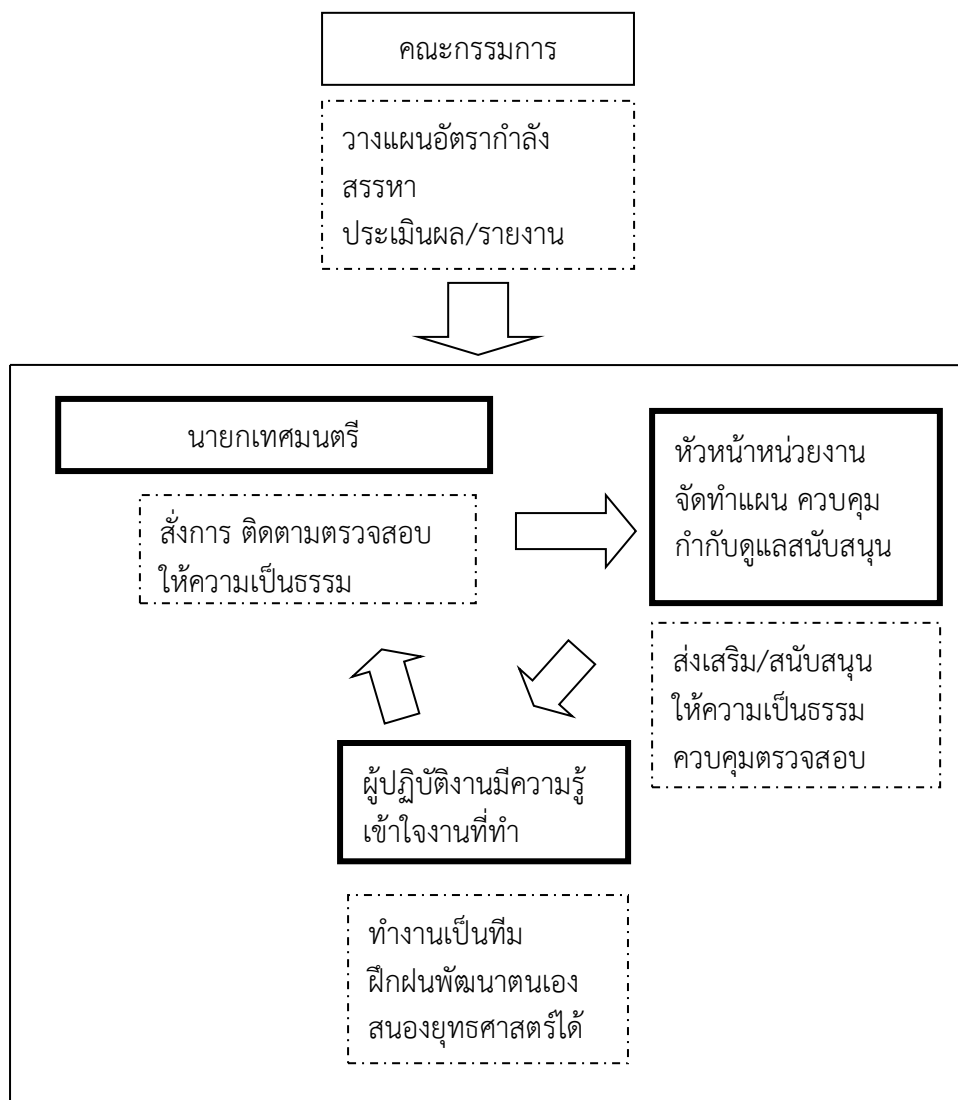 คณะกรรมการ
วางแผนอัตรากำลัง
สรรหา
ประเมินผล/รายงาน
นายกเทศมนตรี
สั่งการ ติดตามตรวจสอบ
ให้ความเป็นธรรม
หัวหน้าหน่วยงาน
จัดทำแผน ควบคุม
กำกับดูแลสนับสนุน
ส่งเสริม/สนับสนุน
ให้ความเป็นธรรม
ควบคุมตรวจสอบ
ผู้ปฏิบัติงานมีความรู้
เข้าใจงานที่ทำ
ทำงานเป็นทีม
ฝึกฝนพัฒนาตนเอง
สนองยุทธศาสตร์ได้